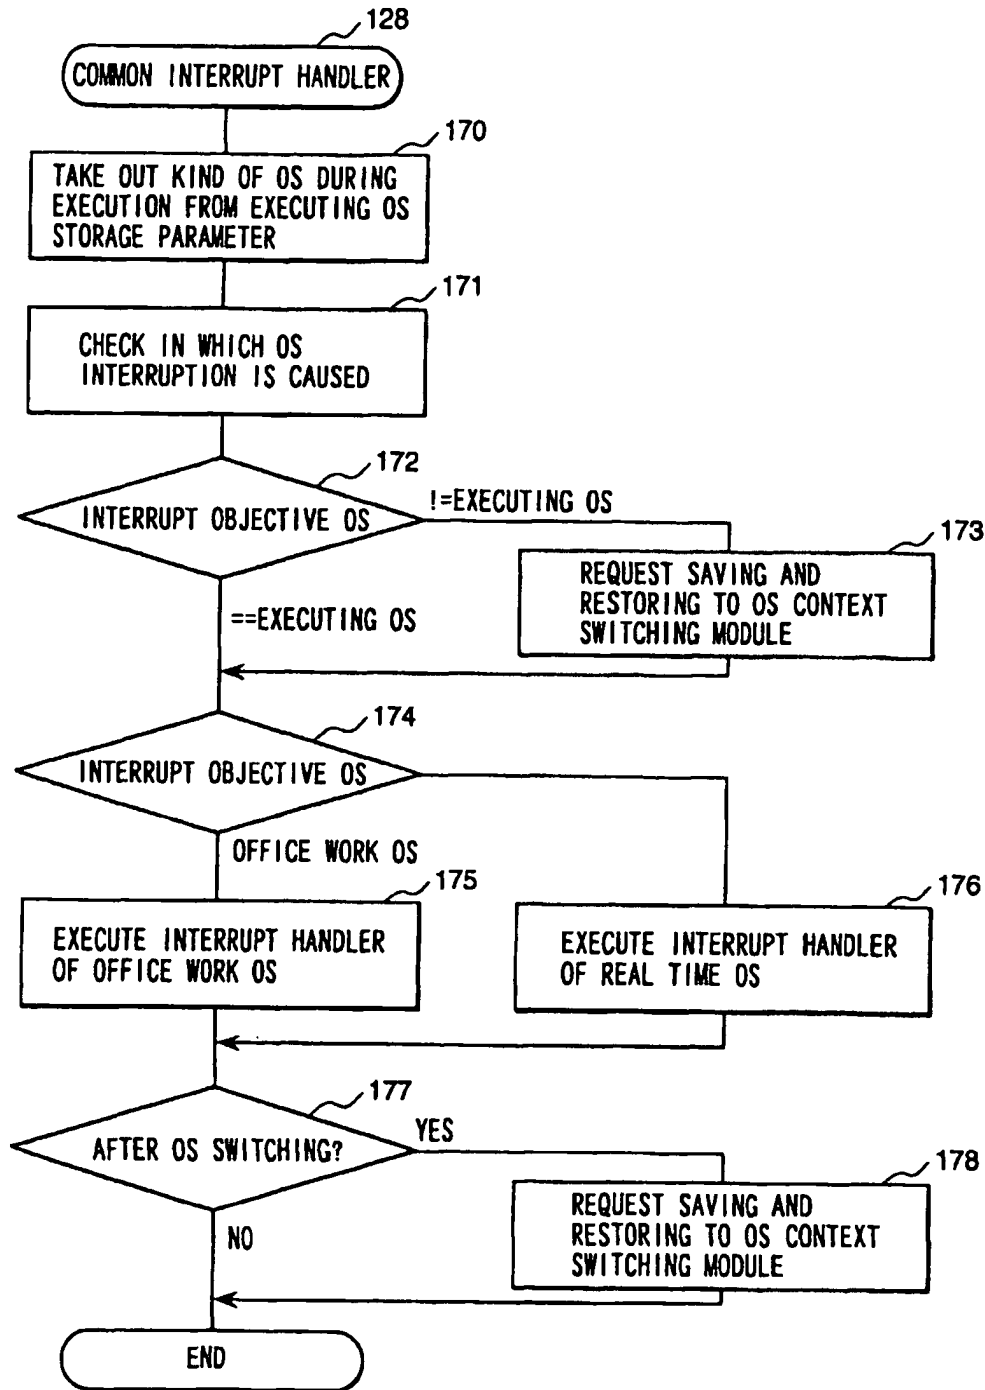 128
COMMON INTERRUPT HANDLER
170
TAKE OUT KIND OF OS DURING
EXECUTION FROM EXECUTING OS
STORAGE PARAMETER
171
CHECK IN WHICH OS
INTERRUPTION IS CAUSED
172
INTERRUPT OBJECTIVE OS
!=EXECUTING OS
173
REQUEST SAVING AND
RESTORING TO OS CONTEXT
SWITCHING MODULE
==EXECUTING OS
174
INTERRUPT OBJECTIVE OS
OFFICE WORK OS
175
EXECUTE INTERRUPT HANDLER
OF OFFICE WORK OS
176
EXECUTE INTERRUPT HANDLER
OF REAL TIME OS
177
AFTER OS SWITCHING?
YES
178
REQUEST SAVING AND
RESTORING TO OS CONTEXT
SWITCHING MODULE
NO
END